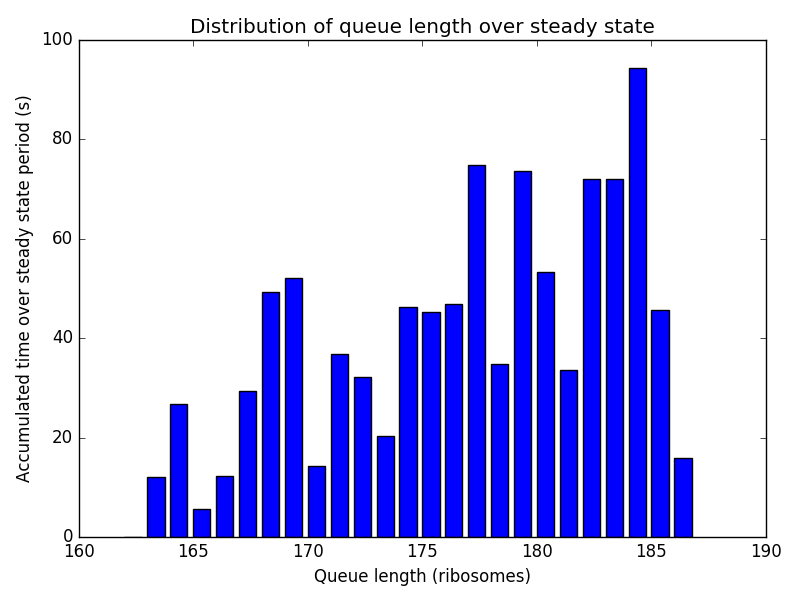 Distribution of queue length over steady state
Accumulated time over steady state period (s)
100
80
60
40
20
0
160 165 170 175 180 185 190
Queue length (ribosomes)